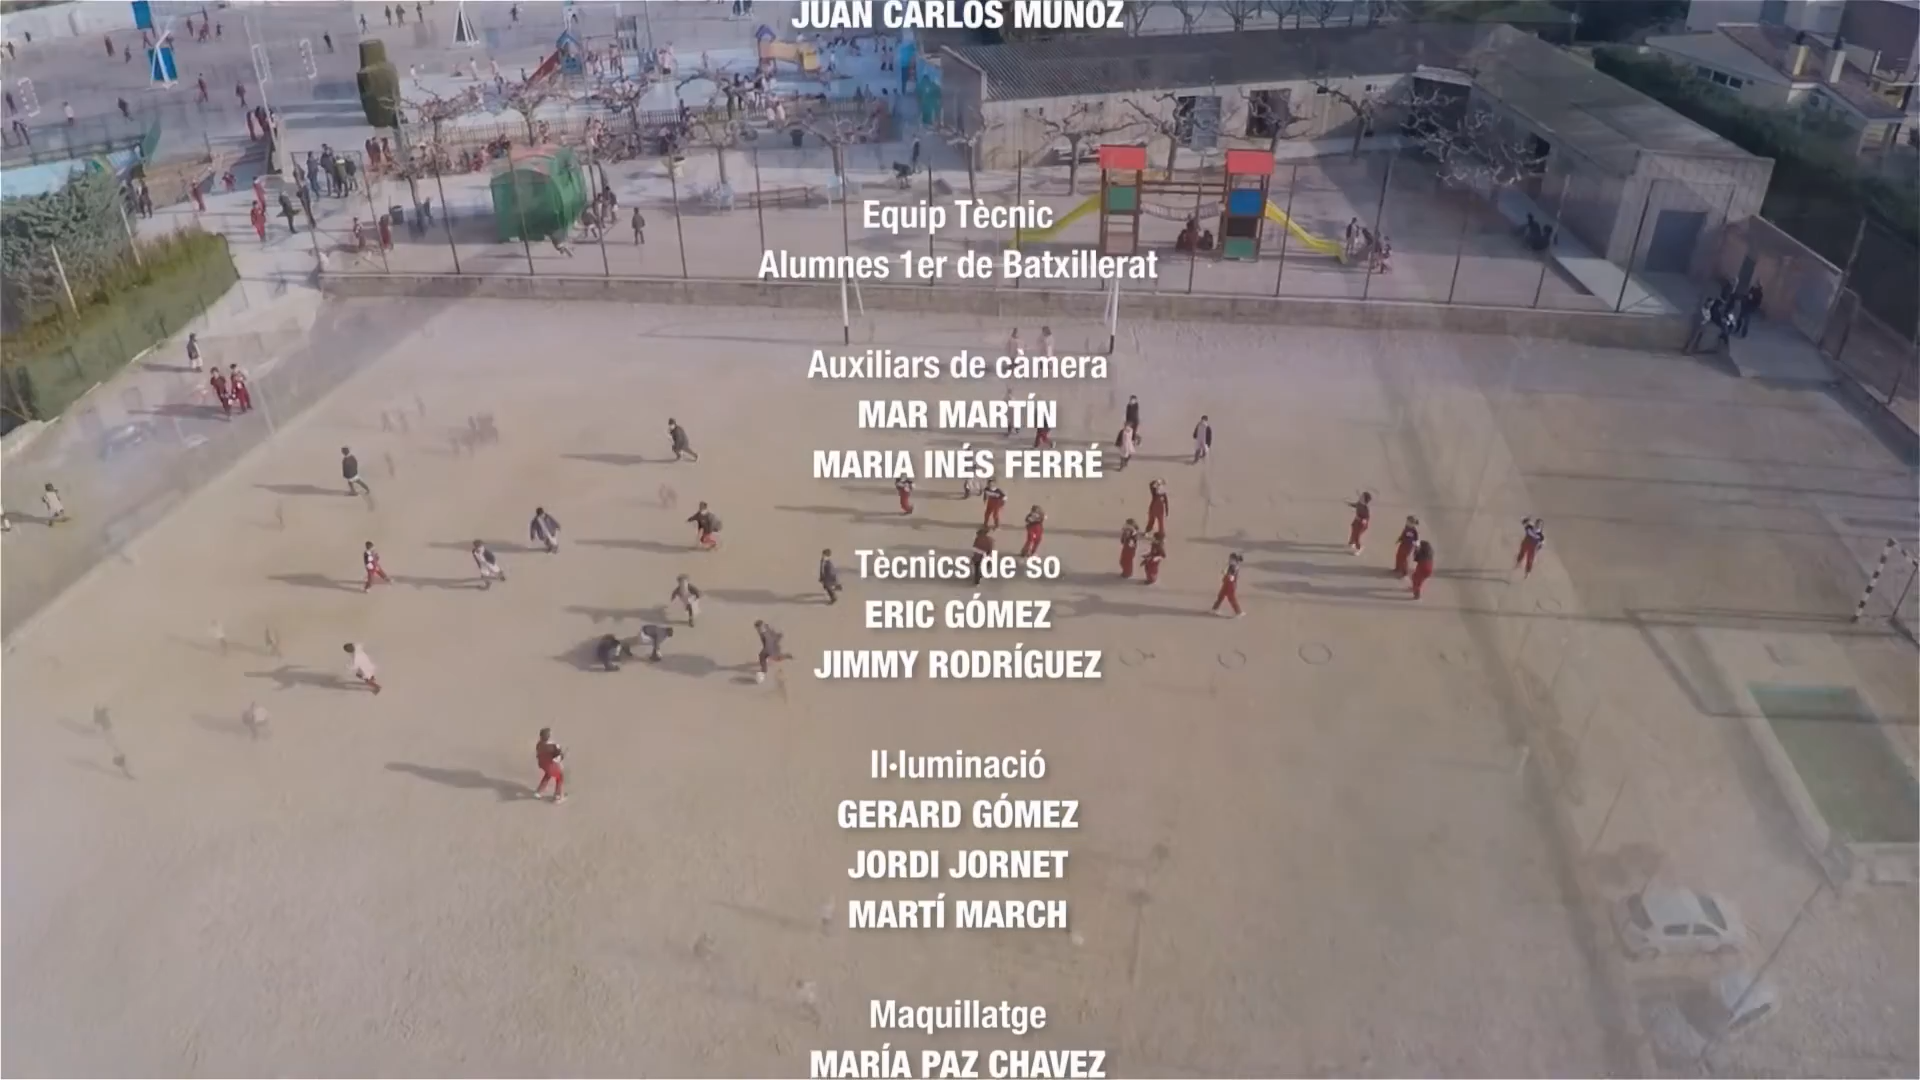 JUAN CARLOS MUÑOZ
Equip Tècnic
Alumnes 1er de Batxillerat
Auxiliars de càmera
MAR MARTÍN
MARIA INÉS FERRÉ
Tècnics de so
ERIC GÓMEZ
JIMMY RODRÍGUEZ
Il·luminació
GERARD GÓMEZ
JORDI JORNET
MARTÍ MARCH
Maquillatge
MARÍA PAZ CHAVEZ